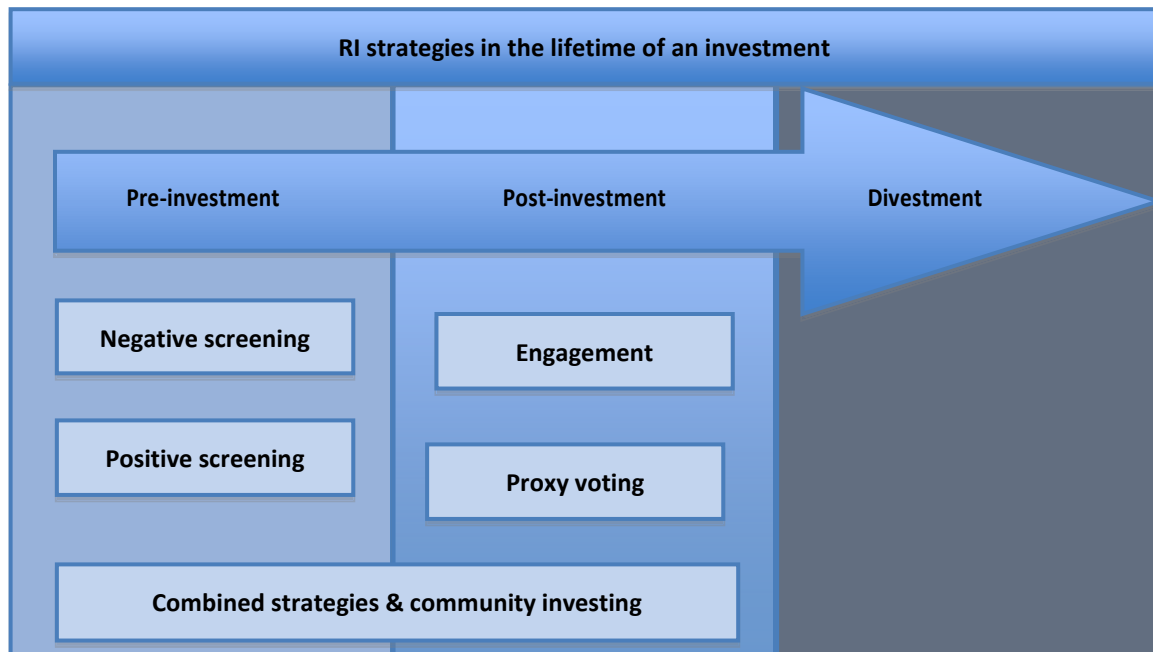 RI strategies in the lifetime of an investment
Pre-investment
Post-investment
Divestment
Negative screening
Engagement
Positive screening
Proxy voting
Combined strategies & community investing